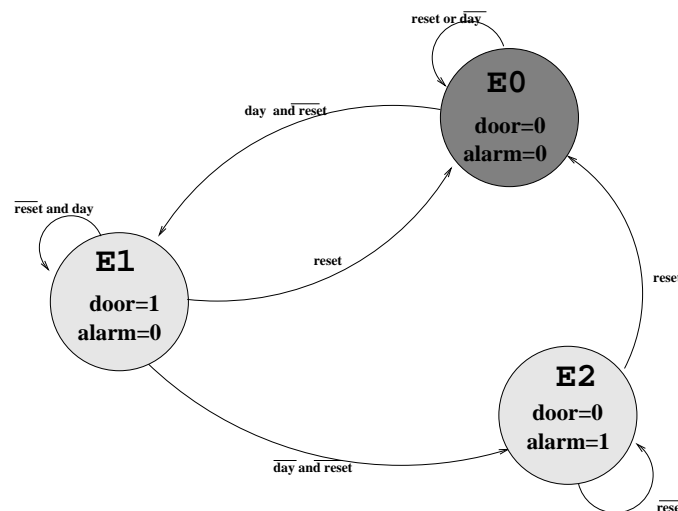 reset or day
E0
door=0
alarm=0
day and reset
reset and day
E1
door=1
alarm=0
reset
reset
E2
door=0
alarm=1
day and reset